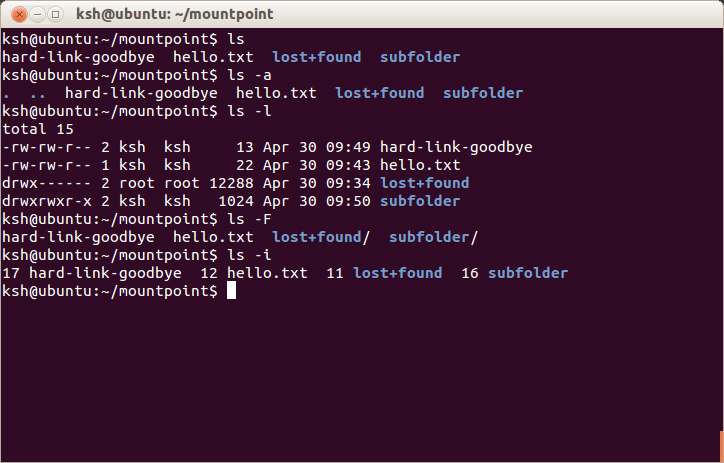 ksh@ubuntu: ~/mountpoint
ksh@ubuntu:~/mountpoint$ ls
hard-link-goodbye  hello.txt  lost+found  subfolder
ksh@ubuntu:~/mountpoint$ ls -a
.  ..  hard-link-goodbye  hello.txt  lost+found  subfolder
ksh@ubuntu:~/mountpoint$ ls -l
total 15
-rw-rw-r-- 2 ksh  ksh     13 Apr 30 09:49 hard-link-goodbye
-rw-rw-r-- 1 ksh  ksh     22 Apr 30 09:43 hello.txt
drwx------ 2 root root 12288 Apr 30 09:34 lost+found
drwxrwxr-x 2 ksh  ksh   1024 Apr 30 09:50 subfolder
ksh@ubuntu:~/mountpoint$ ls -F
hard-link-goodbye  hello.txt  lost+found/  subfolder/
ksh@ubuntu:~/mountpoint$ ls -i
17 hard-link-goodbye  12 hello.txt  11 lost+found  16 subfolder
ksh@ubuntu:~/mountpoint$